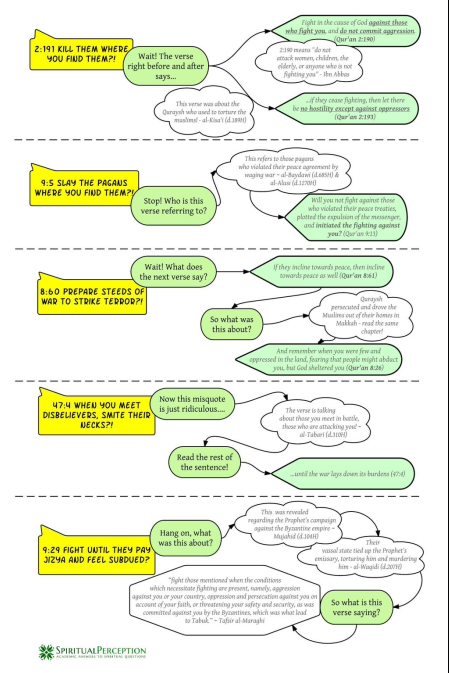 2:191 KILL THEM WHERE
YOU FIND THEM?!
Wait! The verse
right before and after
says...
Fight in the cause of God against those
who fight you, and do not commit aggression.
(Qur'an 2:190)
2:190 means "do not
attack women, children, the
elderly, or anyone who is not
fighting you" - Ibn Abbas
This verse was about the
Quraysh who used to torture the
muslims! - al-Kisa'i (d.189H)
...if they cease fighting, then let there
be no hostility except against oppressors
(Qur'an 2:193)
9:5 SLAY THE PAGANS
WHERE YOU FIND THEM?!
Stop! Who is this
verse referring to?
This refers to those pagans
who violated their peace agreement by
waging war ~ al-Baydawi (d.685H) &
al-Alusi (d.1270H)
Will you not fight against those
who violated their peace treaties,
plotted the expulsion of the messenger,
and initiated the fighting against
you? (Qur'an 9:13)
8:60 PREPARE STEEDS OF
WAR TO STRIKE TERROR?!
Wait! What does
the next verse say?
If they incline towards peace, then incline
towards peace as well (Qur'an 8:61)
So what was
this about?
Quraysh
persecuted and drove the
Muslims out of their homes in
Makkah - read the same
chapter!
And remember when you were few and
oppressed in the land, fearing that people might abduct
you, but God sheltered you (Qur'an 8:26)
47:4 WHEN YOU MEET
DISBELIEVERS, SMITE THEIR
NECKS?!
Now this misquote
is just ridiculous....
The verse is talking
about those you meet in battle,
those who are attacking you! ~
al-Tabari (d.310H)
Read the rest of
the sentence!
...until the war lays down its burdens (47:4)
9:29 FIGHT UNTIL THEY PAY
JIZYA AND FEEL SUBDUED?
Hang on, what
was this about?
This was revealed
regarding the Prophet's campaign
against the Byzantine empire ~
Mujahid (d.104H)
Their
vassal state tied up the Prophet's
emissary, torturing him and murdering
him - al-Waqidi (d.207H)
So what is this
verse saying?
"fight those mentioned when the conditions
which necessitate fighting are present, namely, aggression
against you or your country, oppression and persecution against you on
account of your faith, or threatening your safety and security, as was
committed against you by the Byzantines, which was what lead
to Tabuk." ~ Tafsir al-Maraghi
SPIRITUALPERCEPTION
ACADEMIC ANSWERS TO SPIRITUAL QUESTIONS